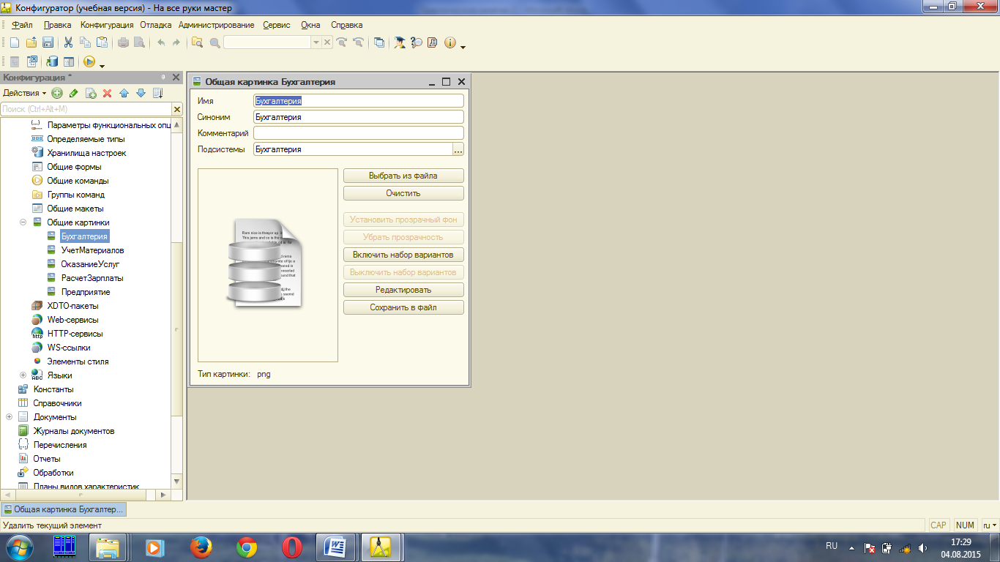 Конфигуратор (учебная версия) - На все руки мастер
Файл Правка Конфигурация Отладка Администрирование Сервис Окна Справка
Конфигурация *
Действия
Поиск (Ctrl+Alt+M)
Параметры функциональных опц
Определяемые типы
Хранилища настроек
Общие формы
Общие команды
Группы команд
Общие макеты
Общие картинки
Бухгалтерия
УчетМатериалов
ОказаниеУслуг
РасчетЗарплаты
Предприятие
XDTO-пакеты
Web-сервисы
HTTP-сервисы
WS-ссылки
Элементы стиля
Языки
Константы
Справочники
Документы
Журналы документов
Перечисления
Отчеты
Обработки
Планы видов характеристик
Общая картинка Бухгалтерия
Имя Бухгалтерия
Синоним Бухгалтерия
Комментарий
Подсистемы Бухгалтерия ...
Выбрать из файла
Очистить
Установить прозрачный фон
Убрать прозрачность
Включить набор вариантов
Выключить набор вариантов
Редактировать
Сохранить в файл
Тип картинки: png
Общая картинка Бухгалтер...
Удалить текущий элемент
CAP NUM ru
RU
17:29
04.08.2015